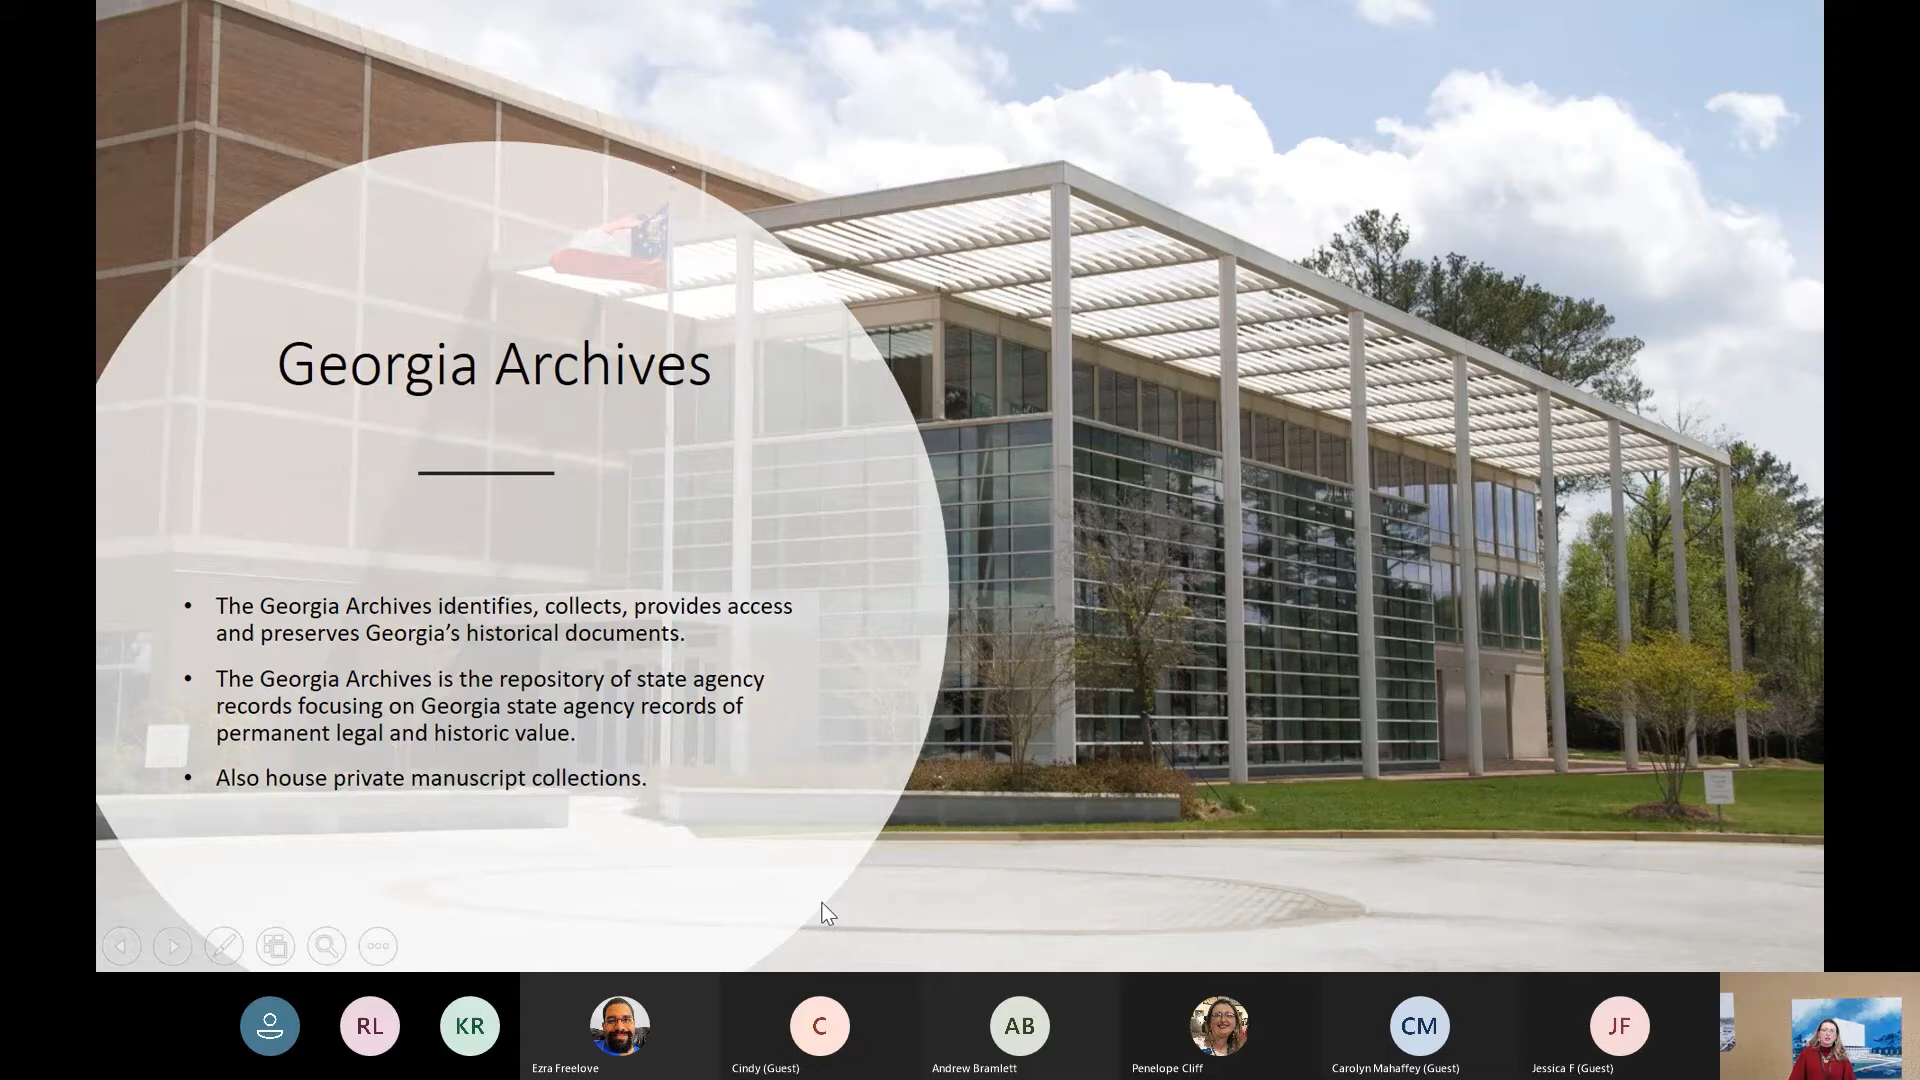 Georgia Archives
• The Georgia Archives identifies, collects, provides access
and preserves Georgia’s historical documents.
• The Georgia Archives is the repository of state agency
records focusing on Georgia state agency records of
permanent legal and historic value.
• Also house private manuscript collections.
RL
KR
C
AB
CM
JF
Ezra Freelove
Cindy (Guest)
Andrew Bramlett
Penelope Cliff
Carolyn Mahaffey (Guest)
Jessica F (Guest)